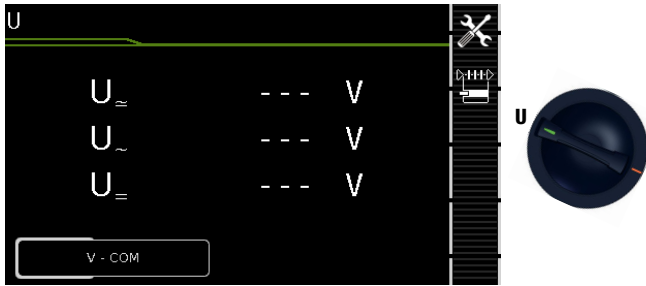 U
U≃ - - - V
U~ - - - V
U= - - - V
V - COM
U